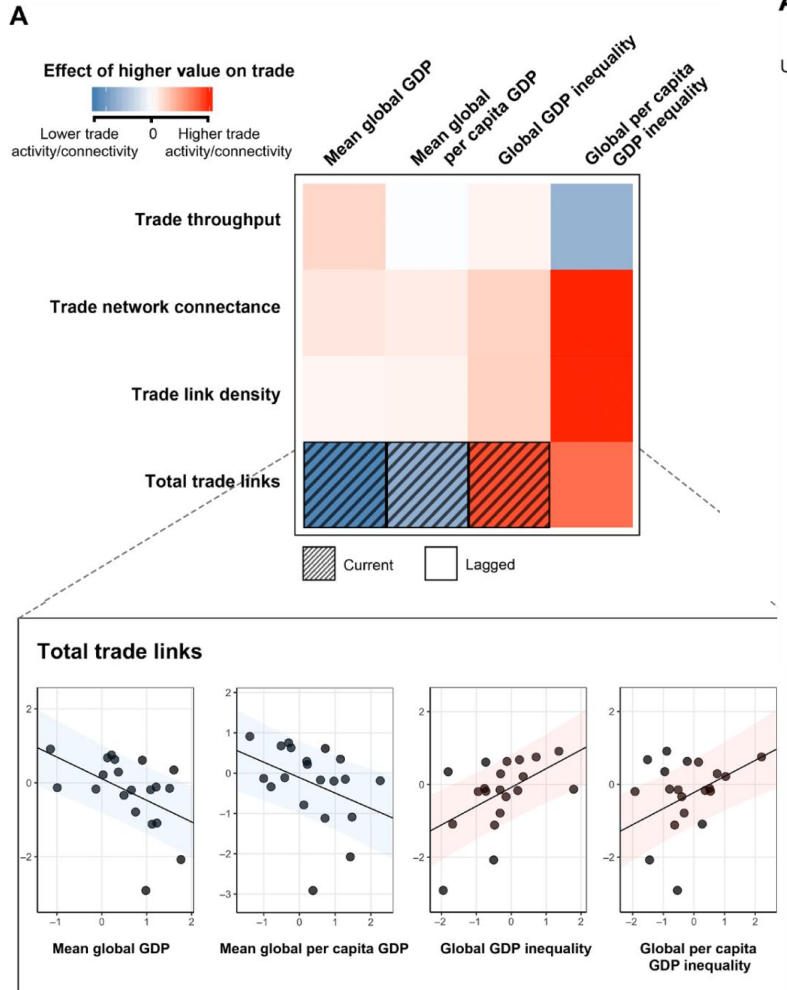 A
A
U
Effect of higher value on trade
0
Lower trade
activity/connectivity
Higher trade
activity/connectivity
Mean global GDP
Mean global
per capita GDP
Global GDP inequality
Global per capita
GDP inequality
Trade throughput
Trade network connectance
Trade link density
Total trade links
Current
Lagged
Total trade links
2
0
−2
−1
0
1
2
Mean global GDP
2
1
0
−1
−2
−3
−1
0
1
2
Mean global per capita GDP
2
0
−2
−2
−1
0
1
2
Global GDP inequality
2
0
−2
−2
−1
0
1
2
Global per capita
GDP inequality